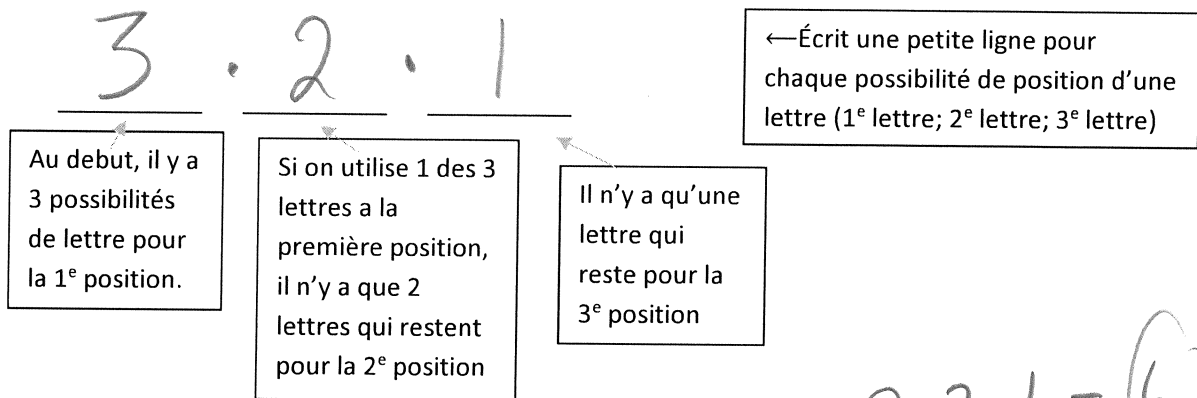 3 · 2 · 1
←Écrit une petite ligne pour
chaque possibilité de position d'une
lettre (1e lettre; 2e lettre; 3e lettre)
Au debut, il y a
3 possibilités
de lettre pour
la 1e position.
Si on utilise 1 des 3
lettres a la
première position,
il n'y a que 2
lettres qui restent
pour la 2e position
Il n'y a qu'une
lettre qui
reste pour la
3e position